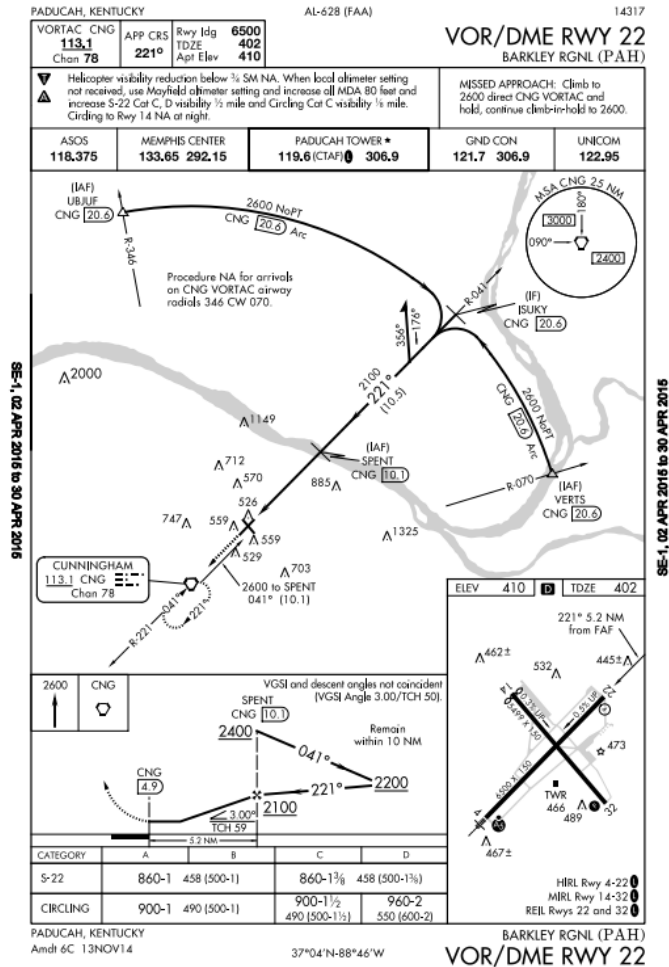 PADUCAH, KENTUCKY
AL-628 (FAA)
14317
VORTAC CNG
113.1
Chan 78
APP CRS
221°
Rwy ldg 6500
TDZE 402
Apt Elev 410
VOR/DME RWY 22
BARKLEY RGNL (PAH)
Helicopter visibility reduction below ¾ SM NA. When local altimeter setting
not received, use Mayfield altimeter setting and increase all MDA 80 feet and
increase S-22 Cat C, D visibility ½ mile and Circling Cat C visibility ⅛ mile.
Circling to Rwy 14 NA at night.
MISSED APPROACH: Climb to
2600 direct CNG VORTAC and
hold, continue climb-in-hold to 2600.
ASOS
118.375
MEMPHIS CENTER
133.65 292.15
PADUCAH TOWER ★
119.6 (CTAF) L 306.9
GND CON
121.7 306.9
UNICOM
122.95
(IAF)
UBJUF
CNG 20.6
2600 NoPT
CNG 20.6 Arc
R-346
Procedure NA for arrivals
on CNG VORTAC airway
radials 346 CW 070.
MSA CNG 25 NM
3000
180°
090°
2400
R-041
(IF)
ISUKY
CNG 20.6
356°
176°
2100
221°
(10.5)
2600 NoPT
CNG 20.6 Arc
2000
1149
(IAF)
SPENT
CNG 10.1
712
570
885
R-070
(IAF)
VERTS
CNG 20.6
526
747
559
559
529
1325
703
CUNNINGHAM
113.1 CNG
Chan 78
2600 to SPENT
041° (10.1)
041°
221°
R-221
SE-1, 02 APR 2015 to 30 APR 2015
SE-1, 02 APR 2015 to 30 APR 2015
ELEV 410
D
TDZE 402
221° 5.2 NM
from FAF
462±
532
445±
22
14
0.3% UP
5499 X 150
0.5% UP
473
6500 X 150
TWR
466
489
4
32
467±
HIRL Rwy 4-22 L
MIRL Rwy 14-32 L
REIL Rwys 22 and 32 L
2600
CNG
VGSI and descent angles not coincident
(VGSI Angle 3.00/TCH 50).
SPENT
CNG 10.1
Remain
within 10 NM
2400
041°
CNG
4.9
221°
2200
2100
3.00°
TCH 59
5.2 NM
CATEGORY A B C D
S-22 860-1 458 (500-1) 860-1⅜ 458 (500-1⅜)
CIRCLING 900-1 490 (500-1) 900-1½ 490 (500-1½) 960-2 550 (600-2)
PADUCAH, KENTUCKY
Amdt 6C 13NOV14
37°04'N-88°46'W
BARKLEY RGNL (PAH)
VOR/DME RWY 22